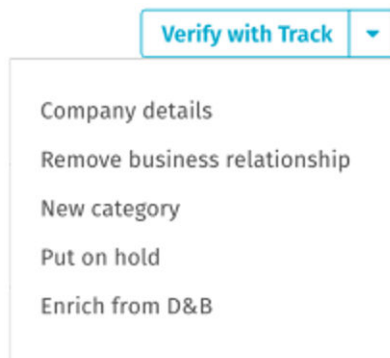 Verify with Track
Company details
Remove business relationship
New category
Put on hold
Enrich from D&B